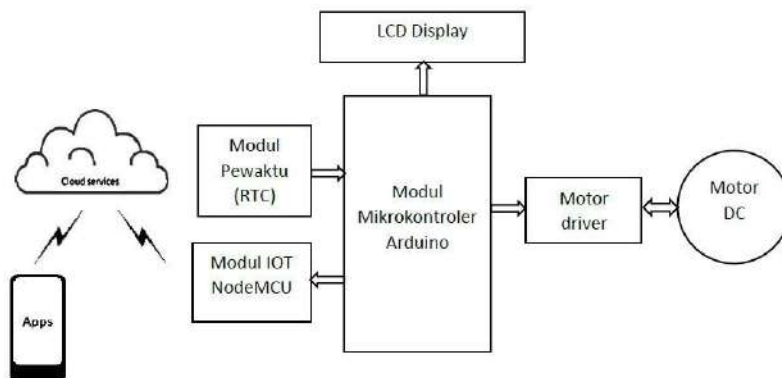 LCD Display
Cloud services
Modul
Pewaktu
(RTC)
Modul
Mikrokontroler
Arduino
Motor
driver
Motor
DC
Modul IOT
NodeMCU
Apps